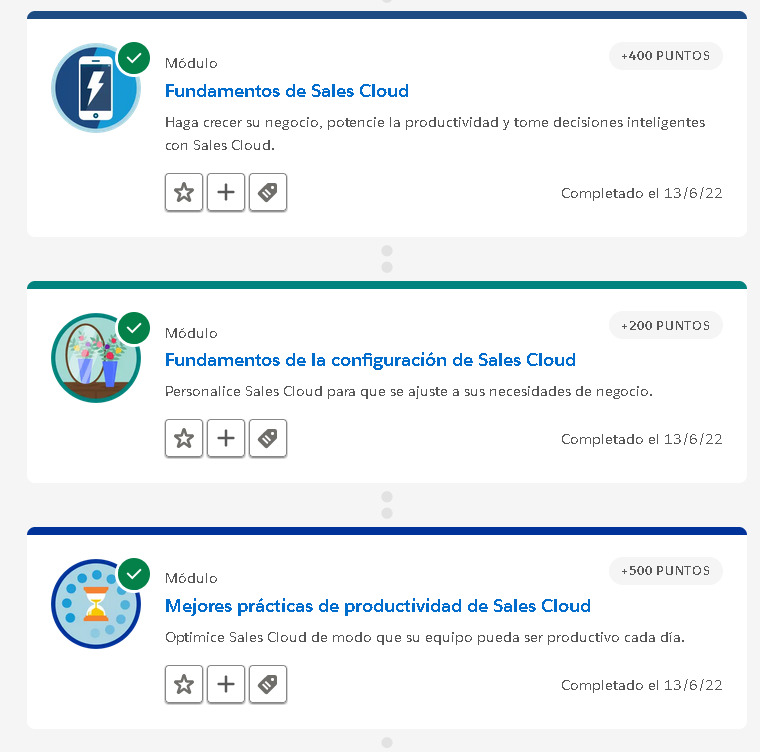 Módulo
+400 PUNTOS
Fundamentos de Sales Cloud
Haga crecer su negocio, potencie la productividad y tome decisiones inteligentes
con Sales Cloud.
Completado el 13/6/22
Módulo
+200 PUNTOS
Fundamentos de la configuración de Sales Cloud
Personalice Sales Cloud para que se ajuste a sus necesidades de negocio.
Completado el 13/6/22
Módulo
+500 PUNTOS
Mejores prácticas de productividad de Sales Cloud
Optimice Sales Cloud de modo que su equipo pueda ser productivo cada día.
Completado el 13/6/22